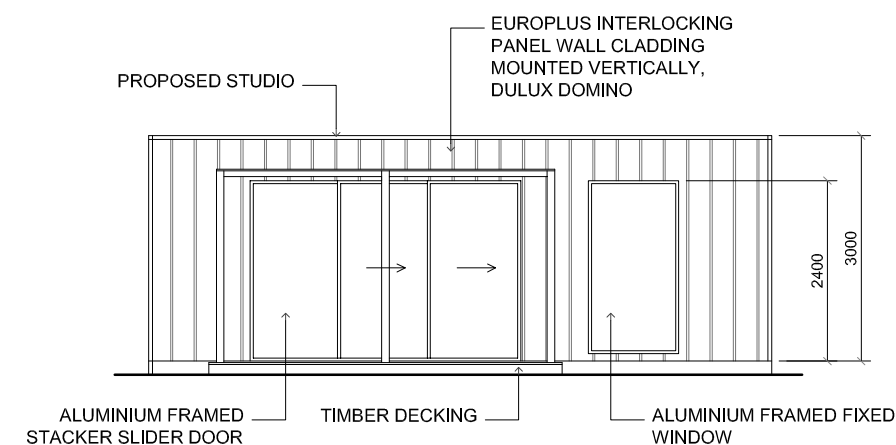 EUROPLUS INTERLOCKING
PANEL WALL CLADDING
MOUNTED VERTICALLY,
DULUX DOMINO
PROPOSED STUDIO
2400
3000
ALUMINIUM FRAMED
STACKER SLIDER DOOR
TIMBER DECKING
ALUMINIUM FRAMED FIXED
WINDOW